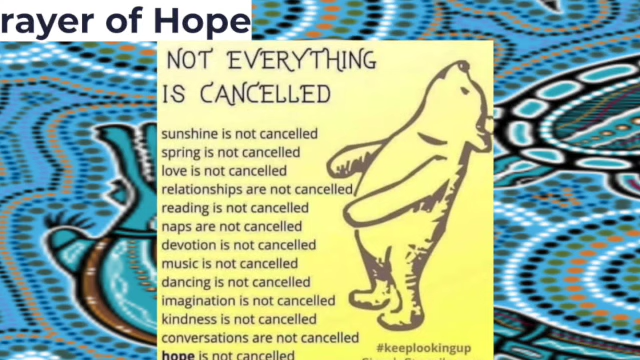 rayer of Hope
NOT EVERYTHING
IS CANCELLED
sunshine is not cancelled
spring is not cancelled
love is not cancelled
relationships are not cancelled
reading is not cancelled
naps are not cancelled
devotion is not cancelled
music is not cancelled
dancing is not cancelled
imagination is not cancelled
kindness is not cancelled
conversations are not cancelled
hope is not cancelled
#keeplookingup